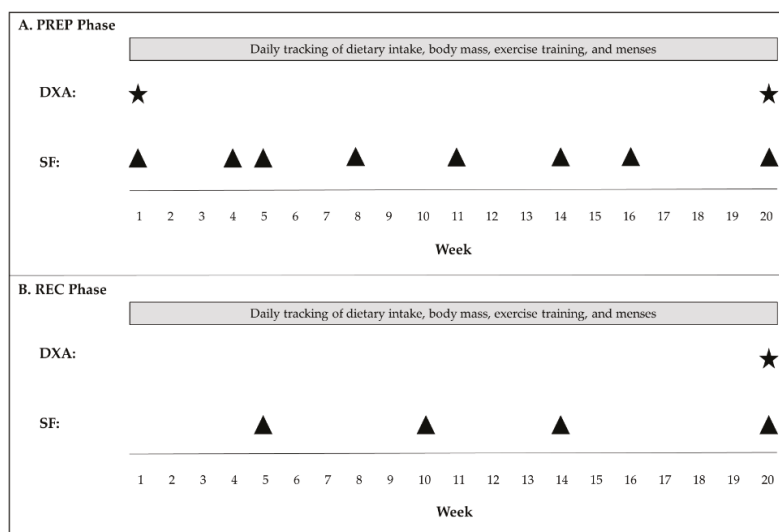 A. PREP Phase
Daily tracking of dietary intake, body mass, exercise training, and menses
DXA:
SF:
1 2 3 4 5 6 7 8 9 10 11 12 13 14 15 16 17 18 19 20
Week
B. REC Phase
Daily tracking of dietary intake, body mass, exercise training, and menses
DXA:
SF:
1 2 3 4 5 6 7 8 9 10 11 12 13 14 15 16 17 18 19 20
Week